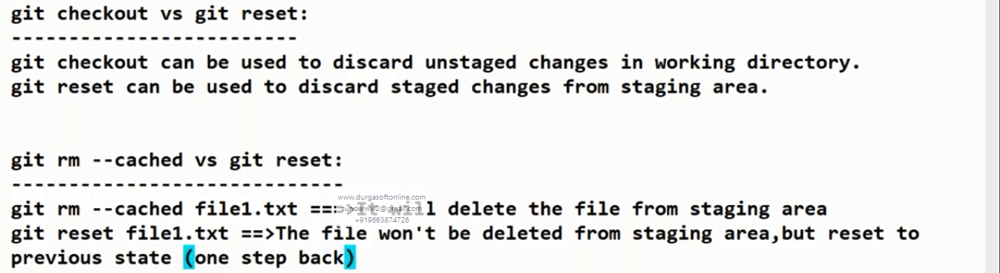 git checkout vs git reset:
-------------------------
git checkout can be used to discard unstaged changes in working directory.
git reset can be used to discard staged changes from staging area.
git rm --cached vs git reset:
-----------------------------
www.durgasoftonline.com
git rm --cached file1.txt ===>It will delete the file from staging area
sunderww2@gmail.com
+919663874726
git reset file1.txt ==>The file won't be deleted from staging area,but reset to
previous state (one step back)